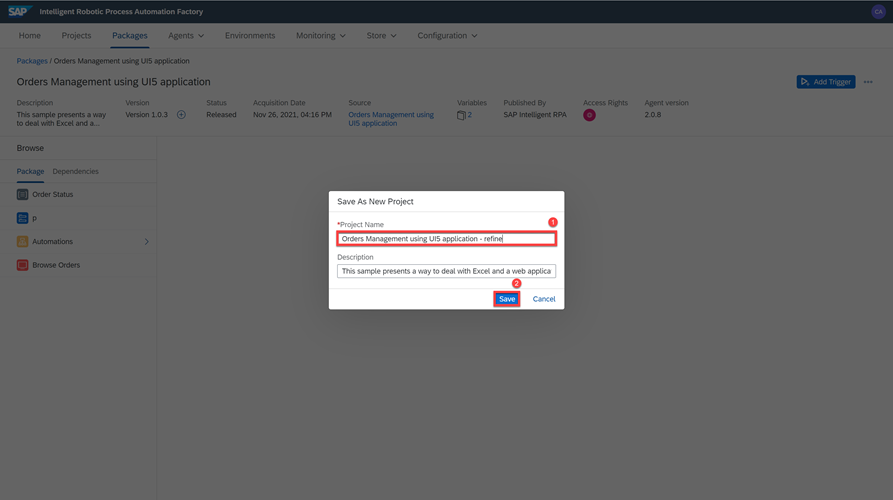 SAP Intelligent Robotic Process Automation Factory CA
Home Projects Packages Agents Environments Monitoring Store Configuration
Packages / Orders Management using UI5 application
Orders Management using UI5 application Add Trigger
Description Version Status Acquisition Date Source Variables Published By Access Rights Agent version
This sample presents a way Version 1.0.3 Released Nov 26, 2021, 04:16 PM Orders Management using 2 SAP Intelligent RPA 2.0.8
to deal with Excel and a... UI5 application
Browse
Package Dependencies
Order Status
p
Automations
Browse Orders
Save As New Project
1
*Project Name
Orders Management using UI5 application - refine
Description
This sample presents a way to deal with Excel and a web applica
2
Save Cancel